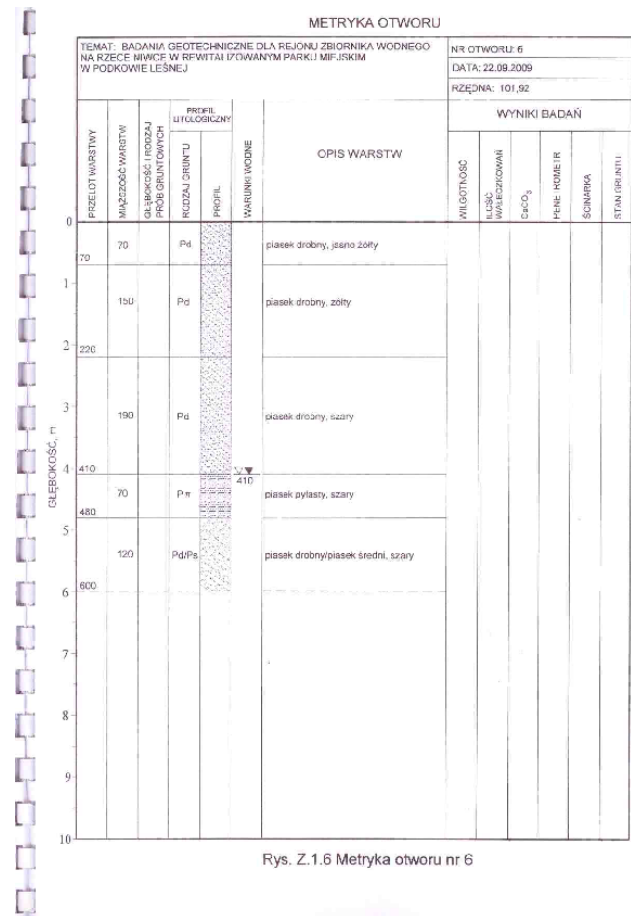 METRYKA OTWORU
TEMAT: BADANIA GEOTECHNICZNE DLA REJONU ZBIORNIKA WODNEGO
NA RZECE NIWCE W REWITALIZOWANYM PARKU MIEJSKIM
W PODKOWIE LEŚNEJ
NR OTWORU: 6
DATA: 22.09.2009
RZĘDNA: 101,92
PRZELOT WARSTWY
MIĄŻSZOŚĆ WARSTW
GŁĘBOKOŚĆ I RODZAJ
PRÓB GRUNTOWYCH
PROFIL
LITOLOGICZNY
RODZAJ GRUNTU
PROFIL
WARUNKI WODNE
OPIS WARSTW
WYNIKI BADAŃ
WILGOTNOŚĆ
ILOŚĆ
WAŁECZKOWAŃ
CaCO3
PENETROMETR
ŚCINARKA
STAN GRUNTU
GŁĘBOKOŚĆ, m
0
70 Pd piasek drobny, jasno żółty
70
1
150 Pd piasek drobny, żółty
2
220
3
190 Pd piasek drobny, szary
4 410
410
70 Pπ piasek pylasty, szary
480
5
120 Pd/Ps piasek drobny/piasek średni, szary
600
6
7
8
9
10
Rys. Z.1.6 Metryka otworu nr 6